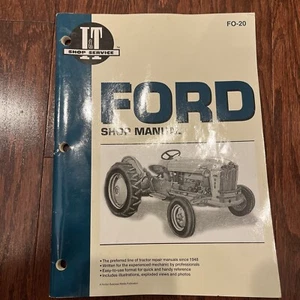 FO-20
I&T
SHOP SERVICE
FORD
SHOP MANUAL
• The preferred line of tractor repair manuals since 1948
• Written for the experienced mechanic by professionals
• Easy-to-use format for quick and handy reference
• Includes illustrations, exploded views and photos